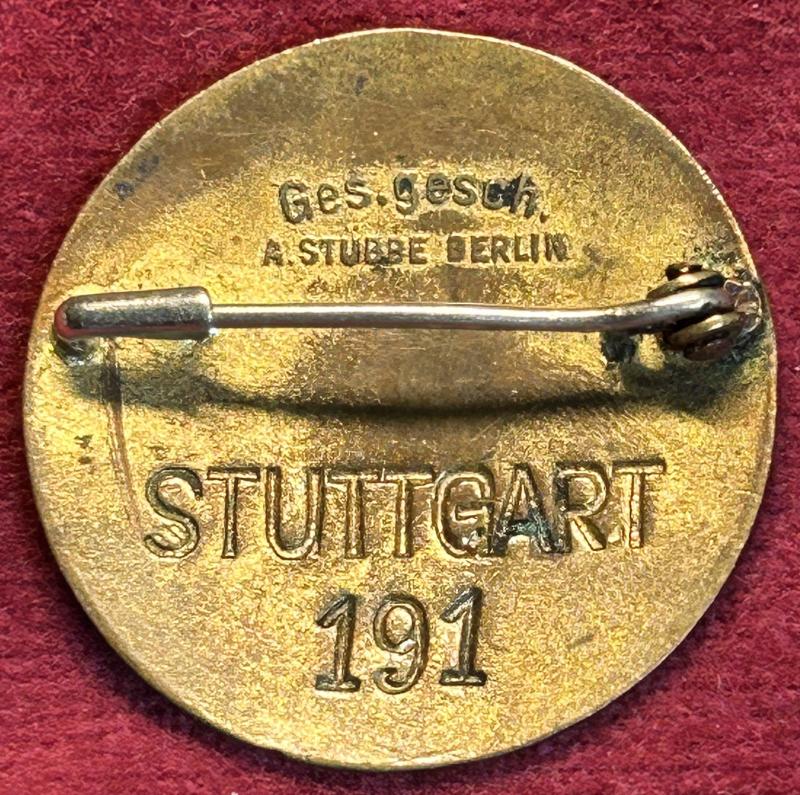 Ges. gesch.
A. STUBBE BERLIN
STUTTGART
191